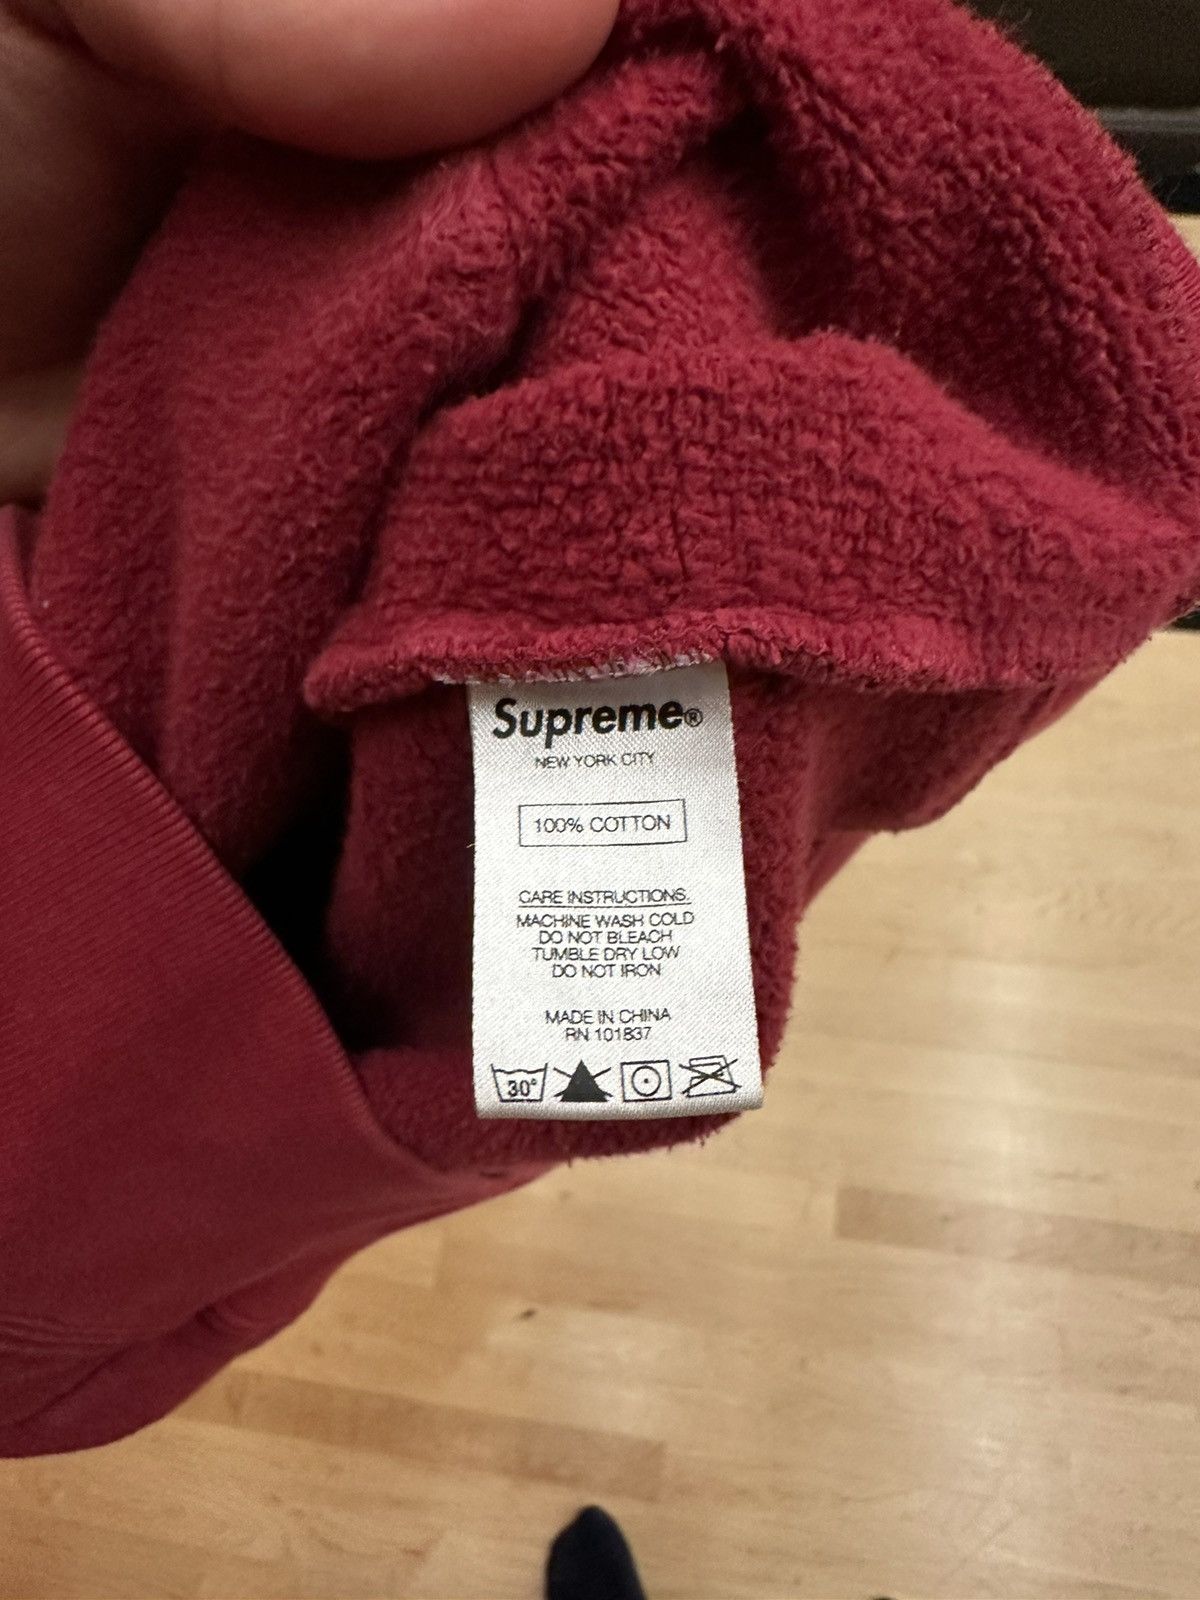 Supreme®
NEW YORK CITY
100% COTTON
CARE INSTRUCTIONS.
MACHINE WASH COLD
DO NOT BLEACH
TUMBLE DRY LOW
DO NOT IRON
MADE IN CHINA
RN 101837
30°